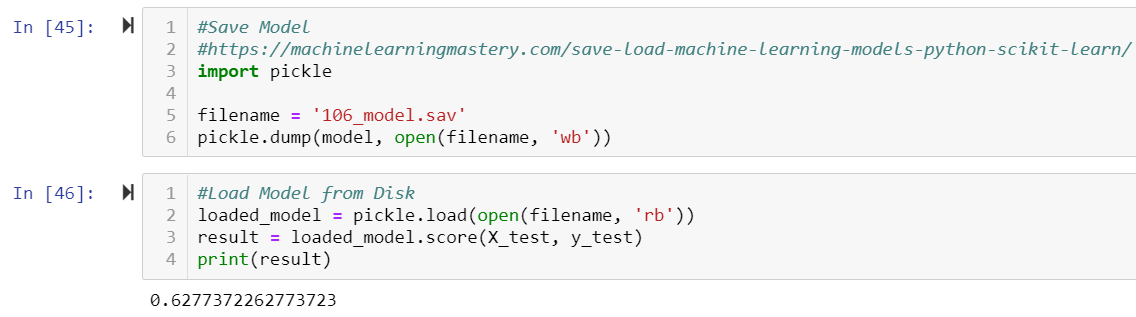 In [45]:
1 #Save Model
2 #https://machinelearningmastery.com/save-load-machine-learning-models-python-scikit-learn/
3 import pickle
4
5 filename = '106_model.sav'
6 pickle.dump(model, open(filename, 'wb'))
In [46]:
1 #Load Model from Disk
2 loaded_model = pickle.load(open(filename, 'rb'))
3 result = loaded_model.score(X_test, y_test)
4 print(result)
0.6277372262773723